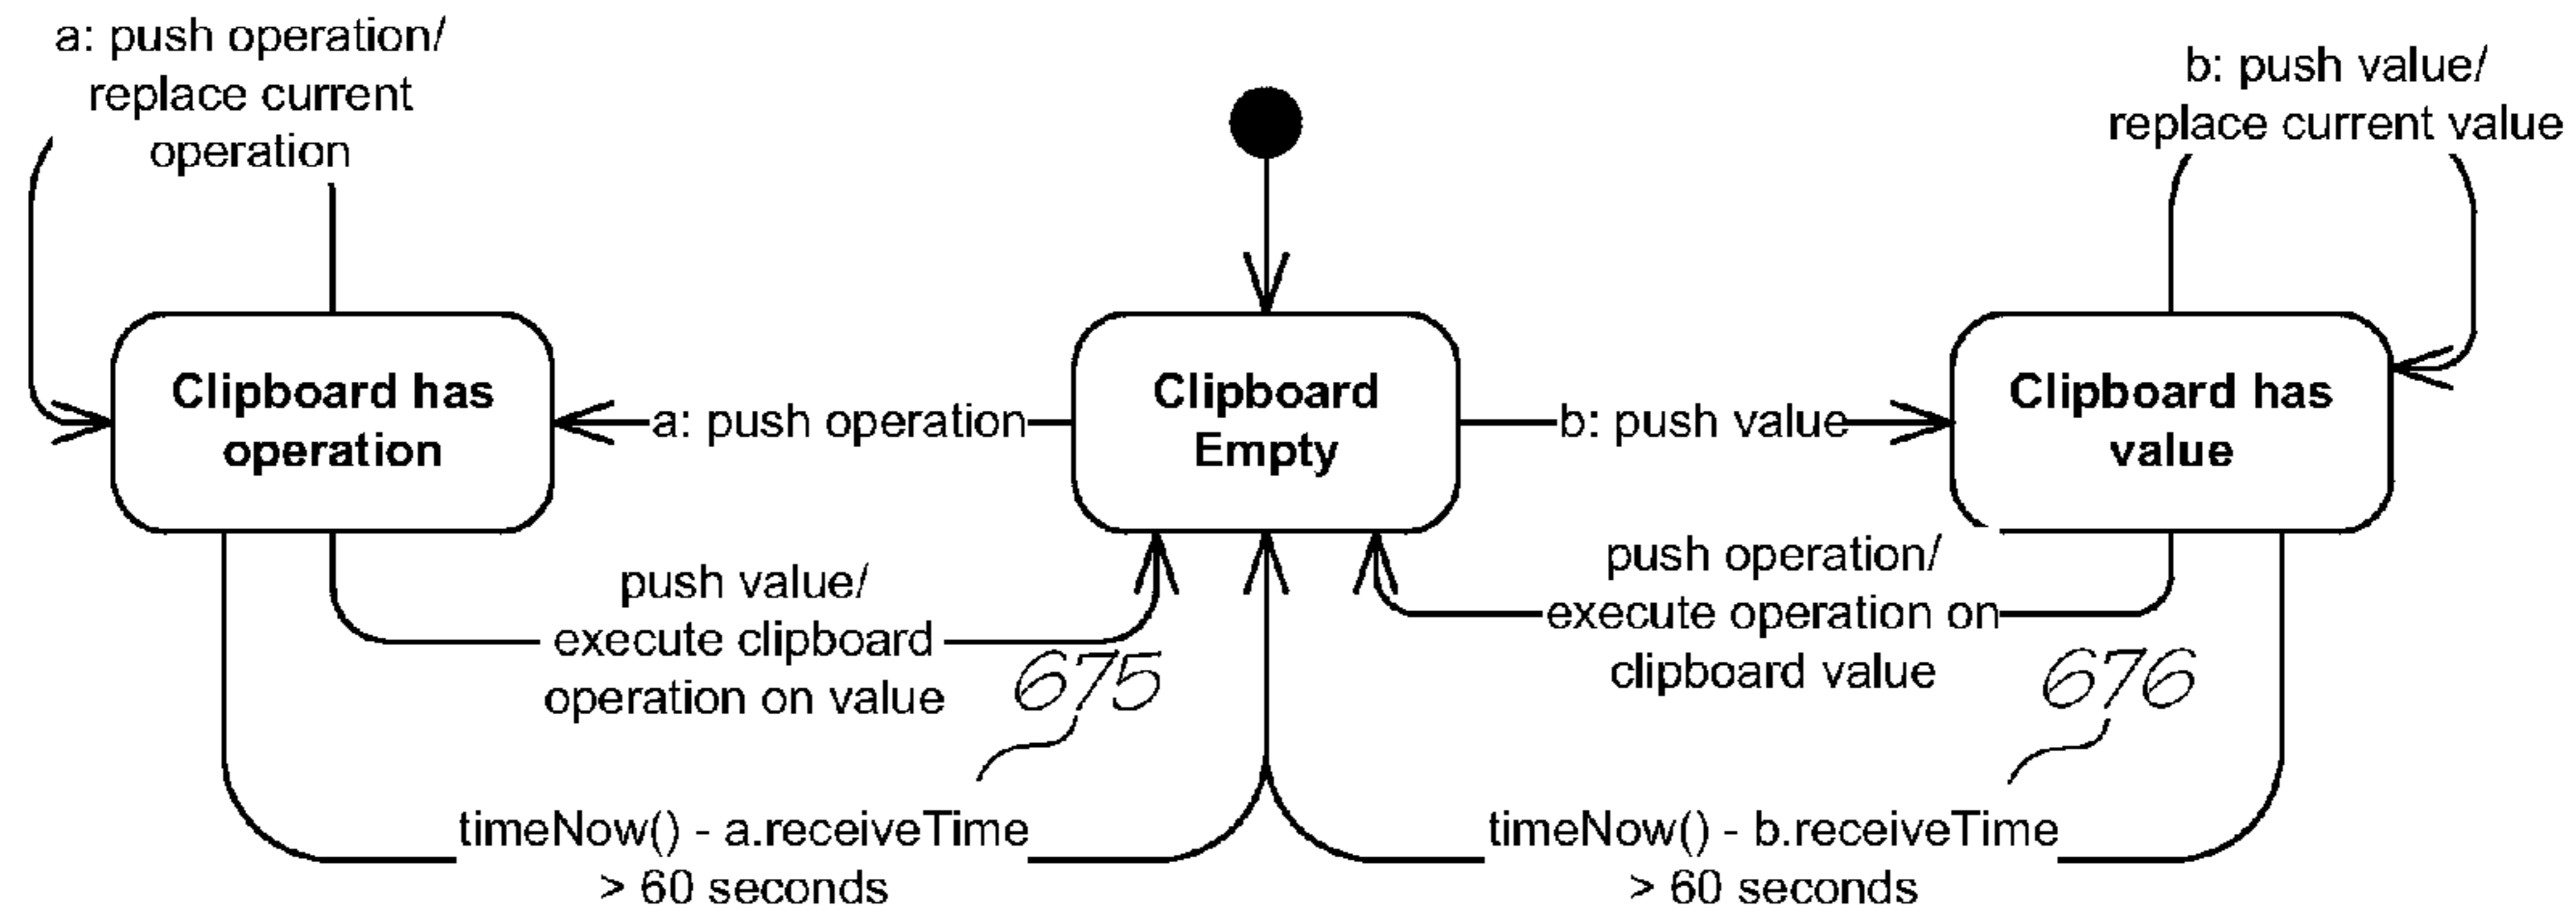 a: push operation/
replace current
operation
b: push value/
replace current value
Clipboard has
operation
a: push operation
Clipboard
Empty
b: push value
Clipboard has
value
push value/
execute clipboard
operation on value
675
push operation/
execute operation on
clipboard value
676
timeNow() - a.receiveTime
> 60 seconds
timeNow() - b.receiveTime
> 60 seconds